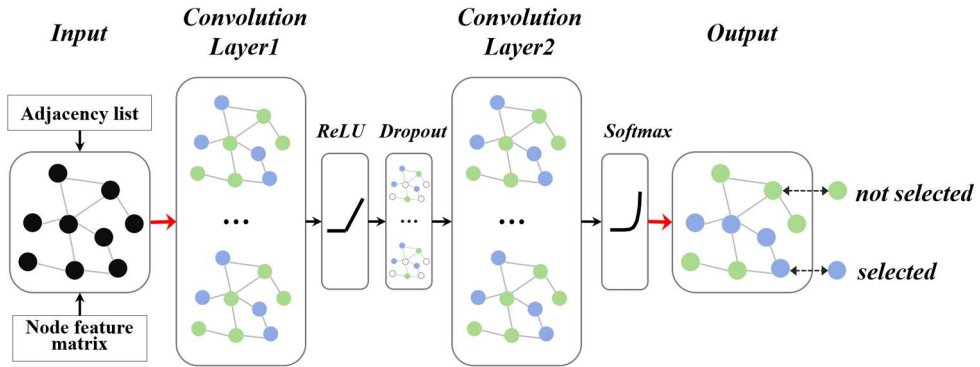 Input
Convolution
Layer1
Convolution
Layer2
Output
Adjacency list
ReLU
Dropout
Softmax
not selected
...
...
...
selected
Node feature
matrix